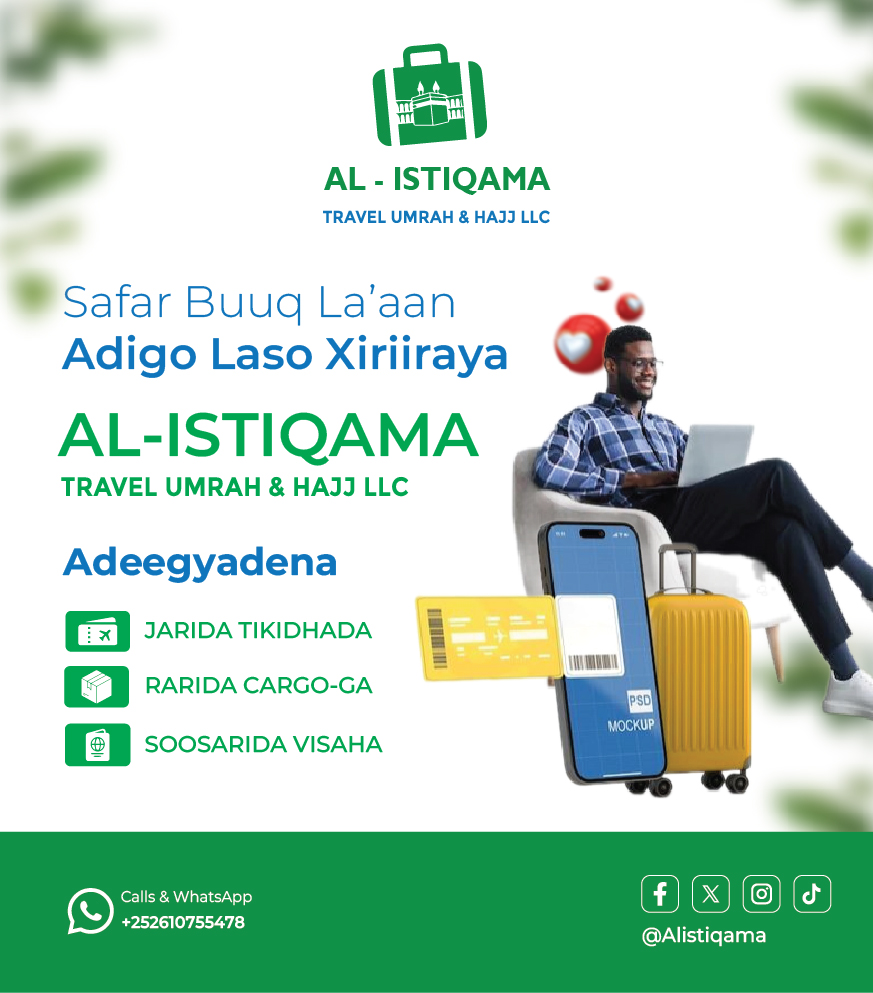 AL - ISTIQAMA
TRAVEL UMRAH & HAJJ LLC
Safar Buuq La’aan
Adigo Laso Xiriiraya
AL-ISTIQAMA
TRAVEL UMRAH & HAJJ LLC
Adeegyadena
JARIDA TIKIDHADA
RARIDA CARGO-GA
SOOSARIDA VISAHA
PSD
MOCKUP
Calls & WhatsApp
+252610755478
@Alistiqama